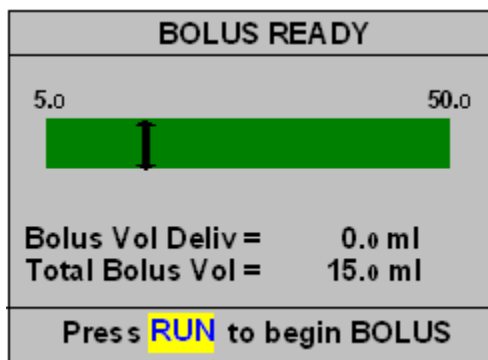 BOLUS READY
5.0 50.0
Bolus Vol Deliv = 0.0 ml
Total Bolus Vol = 15.0 ml
Press RUN to begin BOLUS